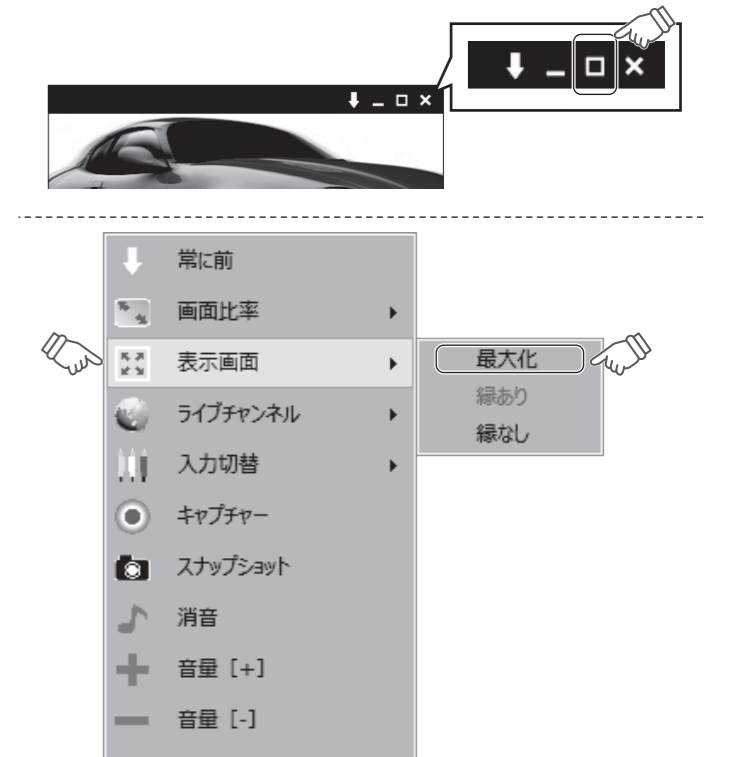 常に前
画面比率
表示画面
最大化
縁あり
縁なし
ライブチャンネル
入力切替
キャプチャー
スナップショット
消音
音量 [+]
音量 [-]